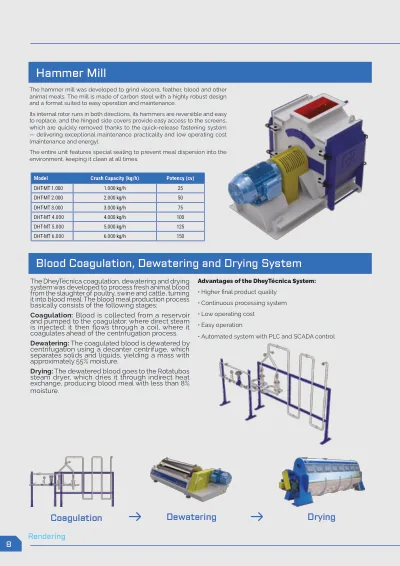 Hammer Mill
The hammer mill was developed to grind viscera, feather, blood and other
animal meals. The mill is made of carbon steel with a highly robust design
and a format suited to easy operation and maintenance.
Its internal rotor runs in both directions, its hammers are reversible and easy
to replace, and the hinged side covers provide easy access to the screens,
which are quickly removed thanks to the quick-release fastening system
— delivering exceptional maintenance practicality and low operating cost
(maintenance and energy).
The entire unit features special sealing to prevent meal dispersion into the
environment, keeping it clean at all times.
Model Crunk Capacity (kg/h) Potency (cv)
DHT-MT 1.000 1.000 kg/h 25
DHT-MT 2.000 2.000 kg/h 50
DHT-MT 3.000 3.000 kg/h 75
DHT-MT 4.000 4.000 kg/h 100
DHT-MT 5.000 5.000 kg/h 125
DHT-MT 6.000 6.000 kg/h 150
Blood Coagulation, Dewatering and Drying System
The DheyTécnica coagulation, dewatering and drying
system was developed to process fresh animal blood
from the slaughter of poultry, swine and cattle, turning
it into blood meal. The blood meal production process
basically consists of the following stages:
Coagulation: Blood is collected from a reservoir
and pumped to the coagulator, where direct steam
is injected; it then flows through a coil, where it
coagulates ahead of the centrifugation process.
Dewatering: The coagulated blood is dewatered by
centrifugation using a decanter centrifuge, which
separates solids and liquids, yielding a mass with
approximately 55% moisture.
Drying: The dewatered blood goes to the Rotatubos
steam dryer, which dries it through indirect heat
exchange, producing blood meal with less than 8%
moisture.
Advantages of the DheyTécnica System:
• Higher final product quality
• Continuous processing system
• Low operating cost
• Easy operation
• Automated system with PLC and SCADA control
Coagulation → Dewatering → Drying
8 Rendering